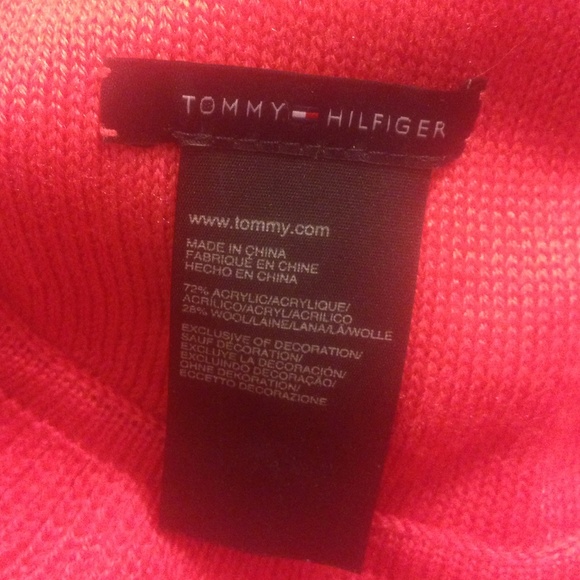 TOMMY HILFIGER
www.tommy.com
MADE IN CHINA
FABRIQUÉ EN CHINE
HECHO EN CHINA
72% ACRYLIC/ACRYLIQUE/
ACRÍLICO/ACRYL/ACRILICO
28% WOOL/LAINE/LANA/LÃ/WOLLE
EXCLUSIVE OF DECORATION/
SAUF DÉCORATION/
EXCLUYE LA DECORACIÓN/
EXCLUINDO DECORAÇÃO/
OHNE DEKORATION/
ECCETTO DECORAZIONE